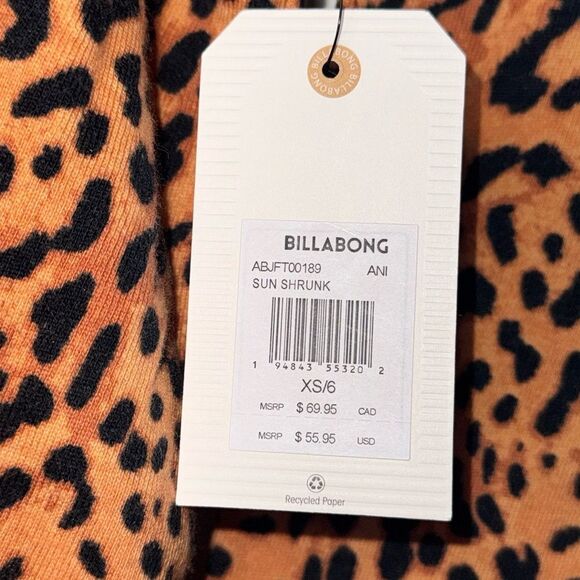 BILLABONG BILLABONG
BILLABONG
ABJFT00189 ANI
SUN SHRUNK
1 94843 55320 2
XS/6
MSRP $ 69.95 CAD
MSRP $ 55.95 USD
Recycled Paper